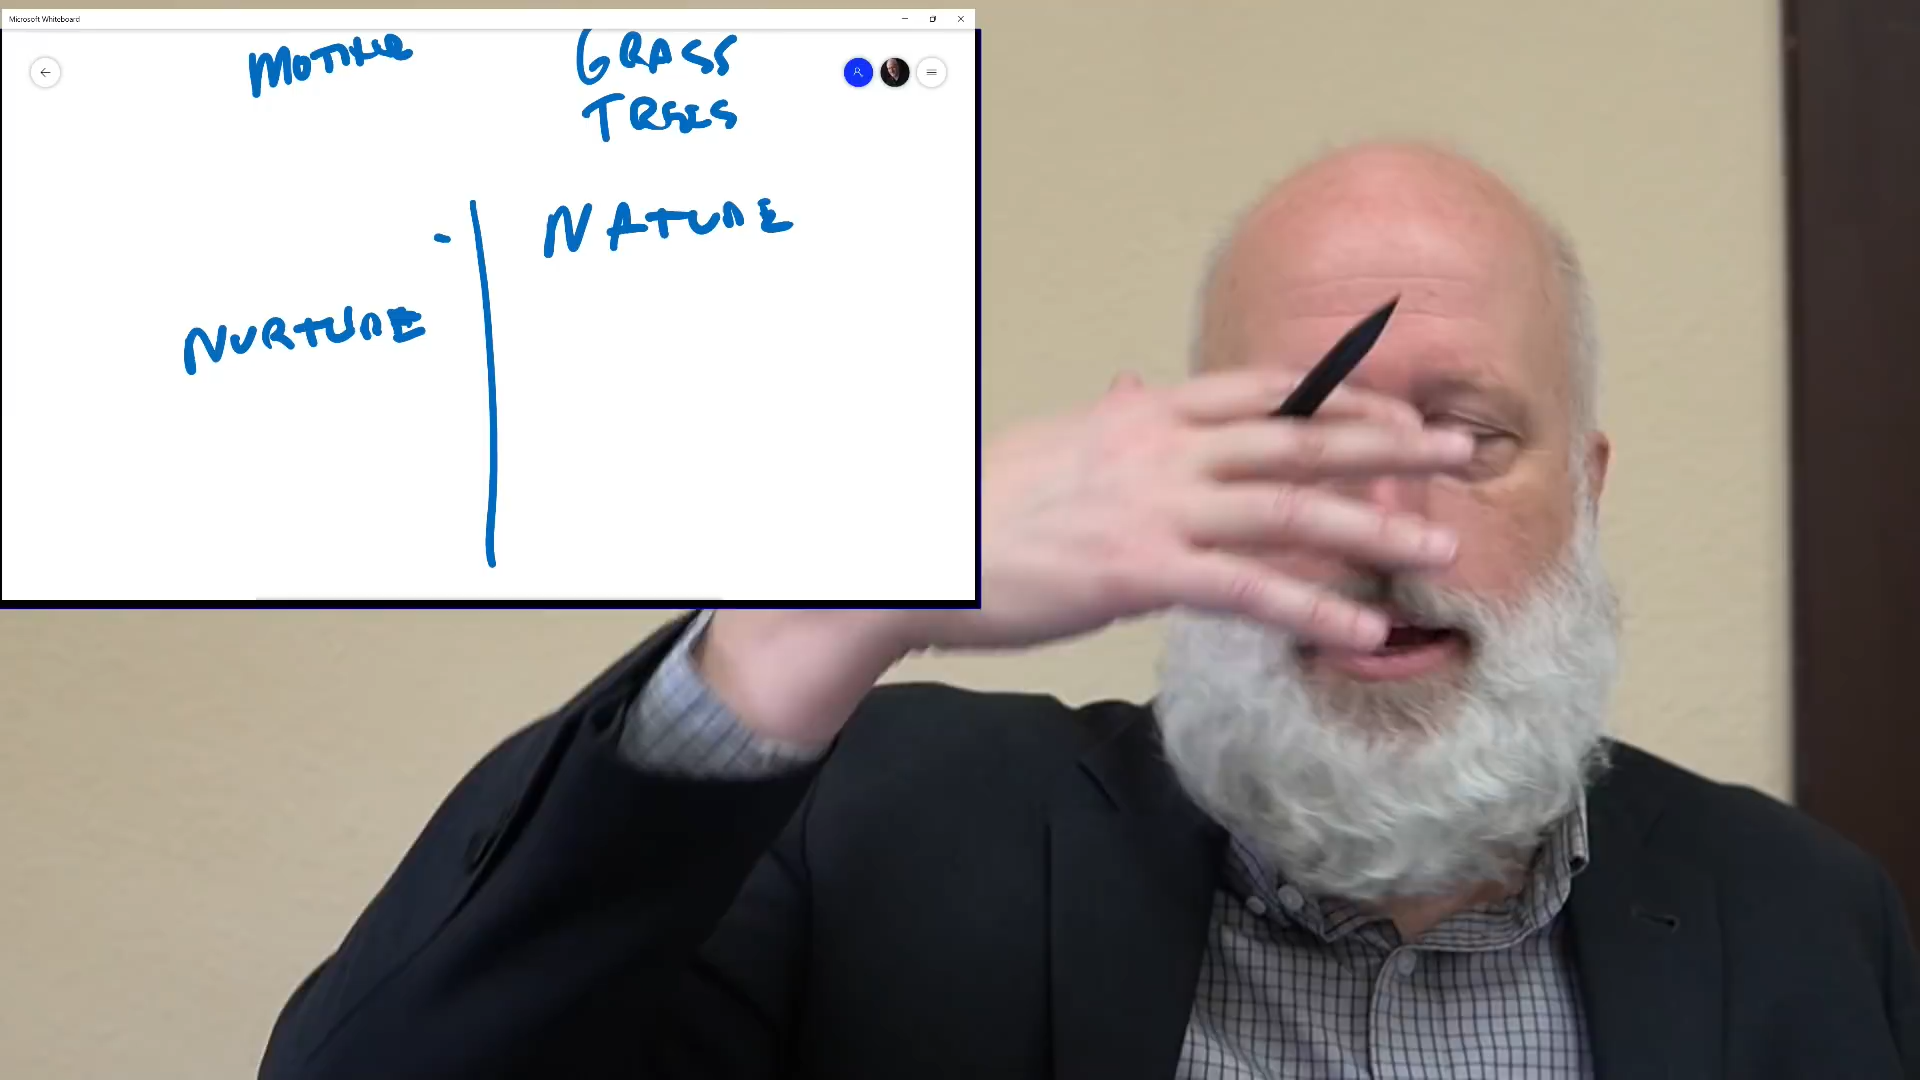 Microsoft Whiteboard
MOTHER
GRASS
TREES
NATURE
NURTURE